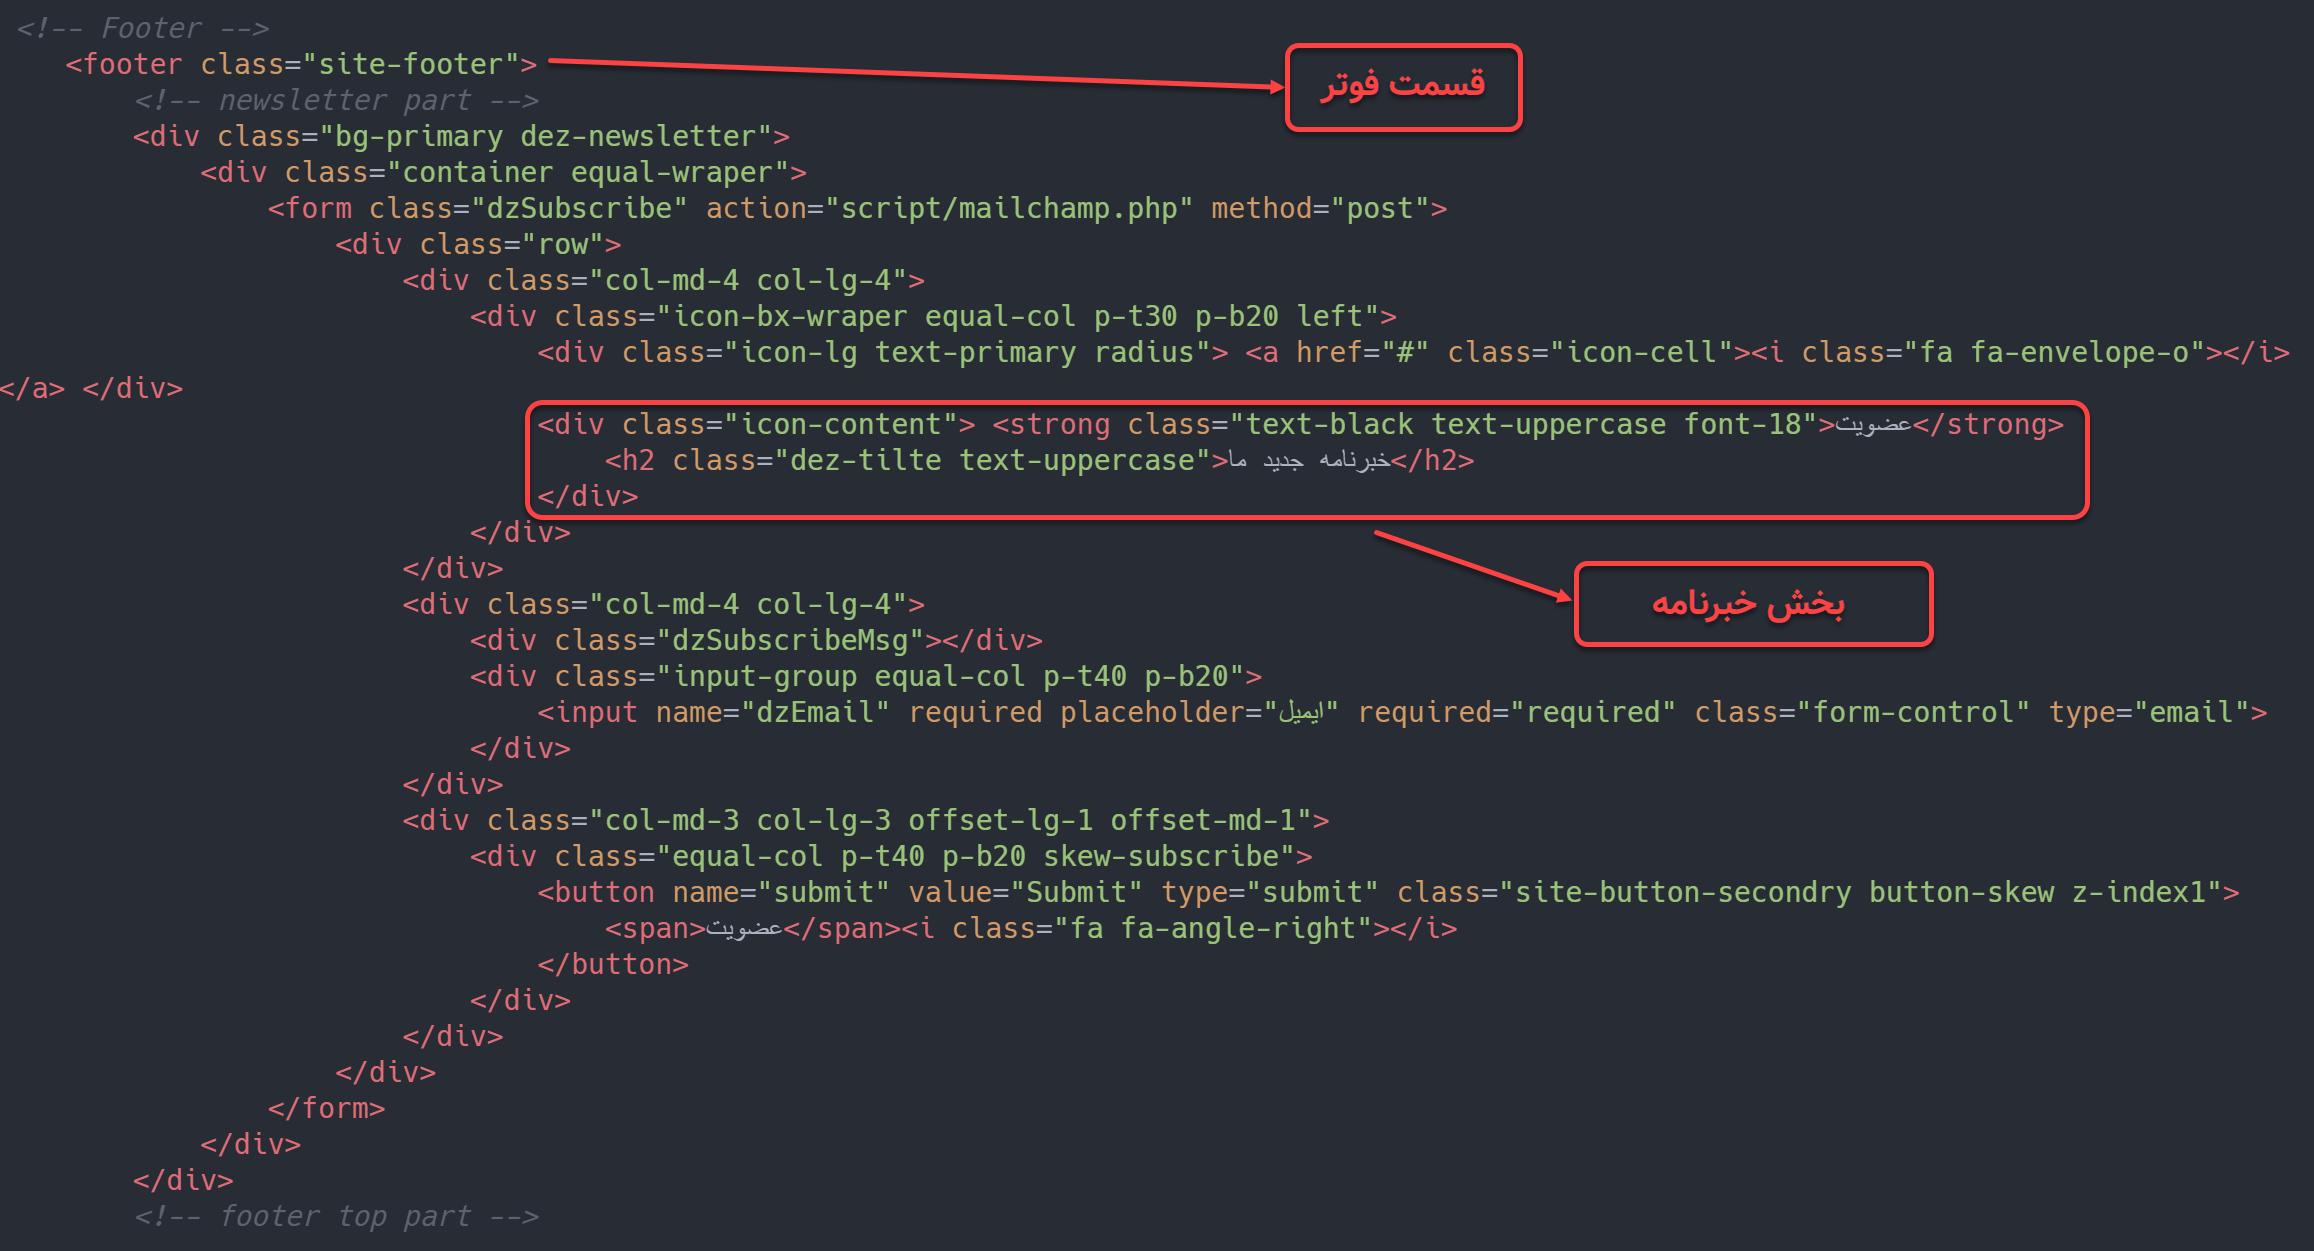 <!-- Footer -->
<footer class="site-footer">
قسمت فوتر
<!-- newsletter part -->
<div class="bg-primary dez-newsletter">
<div class="container equal-wraper">
<form class="dzSubscribe" action="script/mailchamp.php" method="post">
<div class="row">
<div class="col-md-4 col-lg-4">
<div class="icon-bx-wraper equal-col p-t30 p-b20 left">
<div class="icon-lg text-primary radius"> <a href="#" class="icon-cell"><i class="fa fa-envelope-o"></i>
</a> </div>
<div class="icon-content"> <strong class="text-black text-uppercase font-18">عضویت</strong>
<h2 class="dez-tilte text-uppercase">خبرنامه جدید ما</h2>
</div>
</div>
</div>
بخش خبرنامه
<div class="col-md-4 col-lg-4">
<div class="dzSubscribeMsg"></div>
<div class="input-group equal-col p-t40 p-b20">
<input name="dzEmail" required placeholder="ایمیل" required="required" class="form-control" type="email">
</div>
</div>
<div class="col-md-3 col-lg-3 offset-lg-1 offset-md-1">
<div class="equal-col p-t40 p-b20 skew-subscribe">
<button name="submit" value="Submit" type="submit" class="site-button-secondry button-skew z-index1">
<span>عضویت</span><i class="fa fa-angle-right"></i>
</button>
</div>
</div>
</div>
</form>
</div>
</div>
<!-- footer top part -->